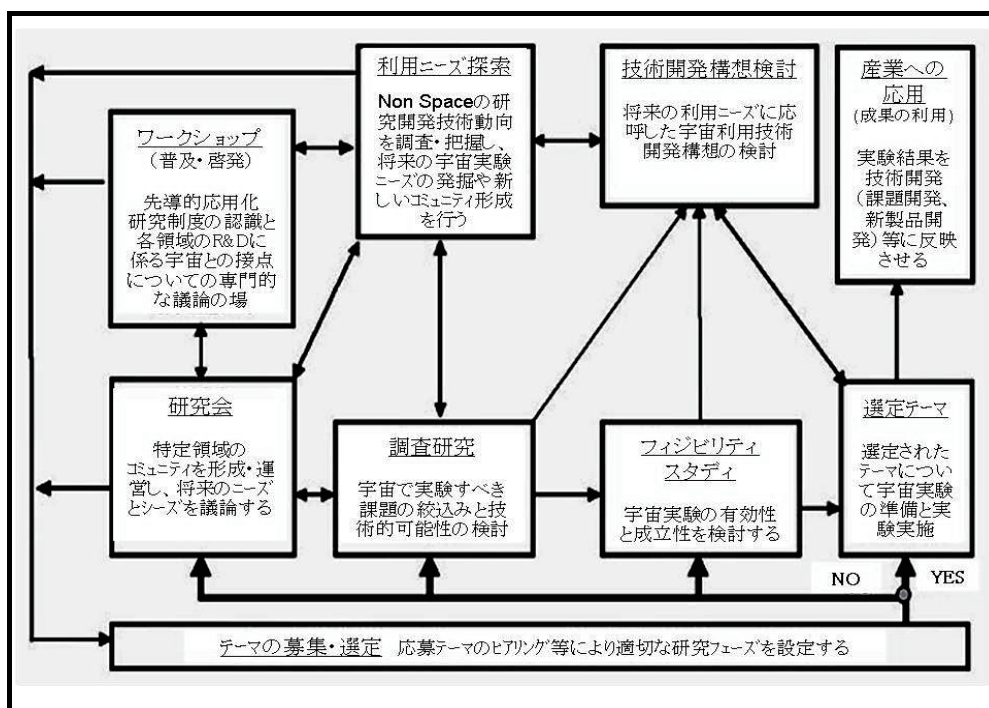 利用ニーズ探索
Non Spaceの研
究開発技術動向
を調査・把握し、
将来の宇宙実験
ニーズの発掘や新
しいコミュニティ形成
を行う
技術開発構想検討
将来の利用ニーズに応
呼した宇宙利用技術
開発構想の検討
産業への
応用
(成果の利用)
実験結果を
技術開発
(課題開発、
新製品開
発)等に反映
させる
ワークショップ
(普及・啓発)
先導的応用化
研究制度の認識と
各領域のR&Dに
係る宇宙との接点
についての専門的
な議論の場
研究会
特定領域の
コミュニティを形成・運
営し、将来のニーズ
とシーズを議論する
調査研究
宇宙で実験すべき
課題の絞込みと技
術的可能性の検討
フィジビリティ
スタディ
宇宙実験の有効性
と成立性を検討する
選定テーマ
選定された
テーマについ
て宇宙実験
の準備と実
験実施
NO
YES
テーマの募集・選定 応募テーマのヒアリング等により適切な研究フェーズを設定する